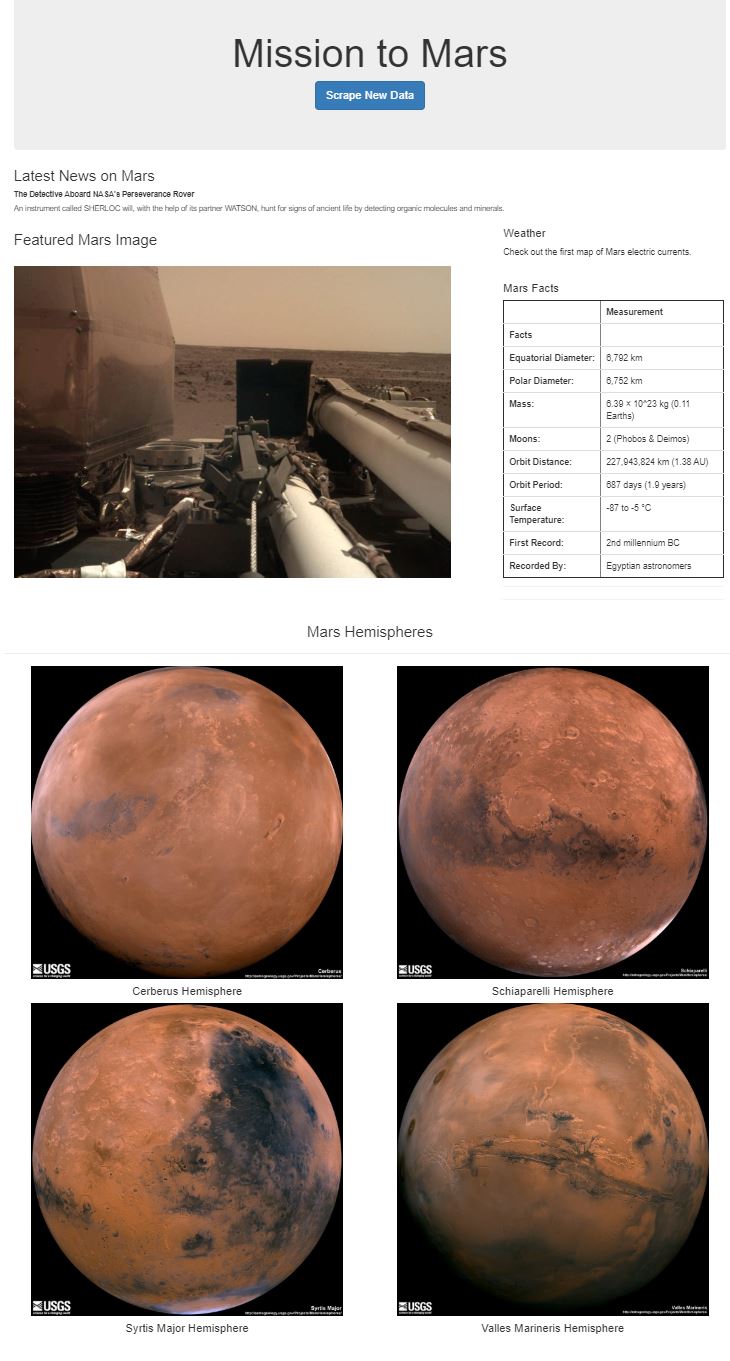 Mission to Mars
Scrape New Data
Latest News on Mars
The Detective Aboard NASA's Perseverance Rover
An instrument called SHERLOC will, with the help of its partner WATSON, hunt for signs of ancient life by detecting organic molecules and minerals.
Featured Mars Image
Weather
Check out the first map of Mars electric currents.
Mars Facts
Measurement
Facts
Equatorial Diameter: 6,792 km
Polar Diameter: 6,752 km
Mass: 6.39 × 10^23 kg (0.11
Earths)
Moons: 2 (Phobos & Deimos)
Orbit Distance: 227,943,824 km (1.38 AU)
Orbit Period: 687 days (1.9 years)
Surface -87 to -5 °C
Temperature:
First Record: 2nd millennium BC
Recorded By: Egyptian astronomers
Mars Hemispheres
USGS
Cerberus
USGS
Schiaparelli
Cerberus Hemisphere
Schiaparelli Hemisphere
USGS
Syrtis Major
USGS
Valles Marineris
Syrtis Major Hemisphere
Valles Marineris Hemisphere